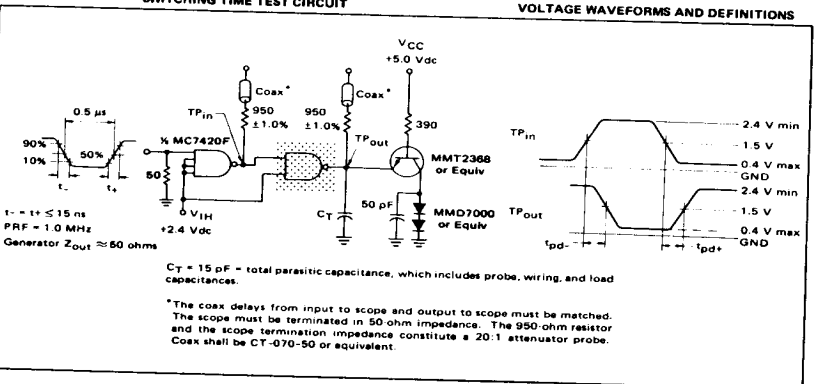 SWITCHING TIME TEST CIRCUIT
VOLTAGE WAVEFORMS AND DEFINITIONS
VCC
+5.0 Vdc
Coax*
Coax*
0.5 µs
TPin
950
±1.0%
950
±1.0%
390
90%
10%
50%
½ MC7420F
TPout
MMT2368
or Equiv
50
t-
t+
VIH
+2.4 Vdc
CT
50 pF
MMD7000
or Equiv
t- = t+ ≤ 15 ns
PRF = 1.0 MHz
Generator Zout ≈ 50 ohms
TPin
2.4 V min
1.5 V
0.4 V max
GND
TPout
2.4 V min
1.5 V
0.4 V max
GND
tpd-
tpd+
CT = 15 pF = total parasitic capacitance, which includes probe, wiring, and load
capacitances.
*The coax delays from input to scope and output to scope must be matched.
The scope must be terminated in 50-ohm impedance. The 950-ohm resistor
and the scope termination impedance constitute a 20:1 attenuator probe.
Coax shall be CT-070-50 or equivalent.